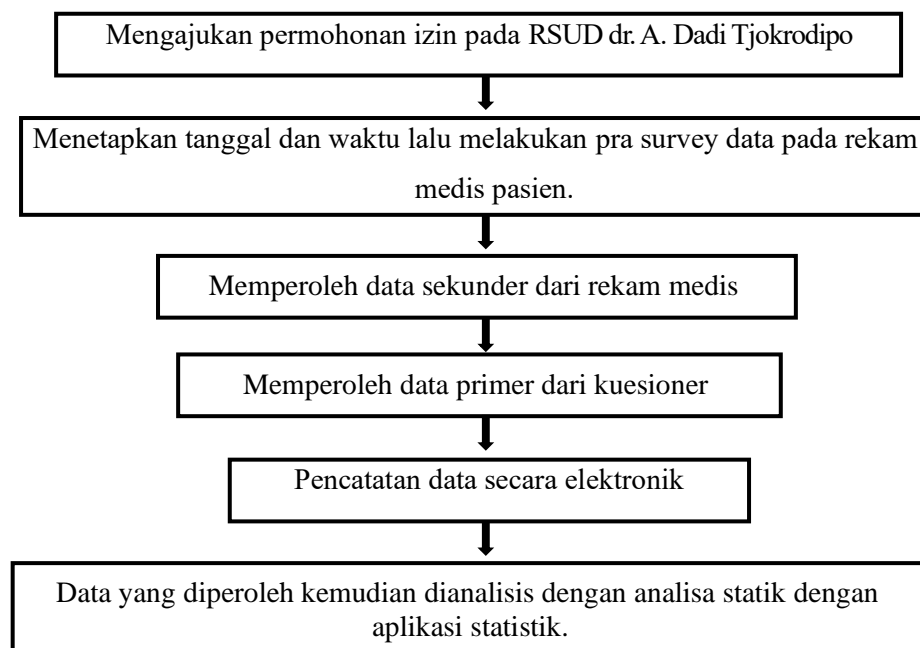 Mengajukan permohonan izin pada RSUD dr. A. Dadi Tjokrodipo
Menetapkan tanggal dan waktu lalu melakukan pra survey data pada rekam
medis pasien.
Memperoleh data sekunder dari rekam medis
Memperoleh data primer dari kuesioner
Pencatatan data secara elektronik
Data yang diperoleh kemudian dianalisis dengan analisa statik dengan
aplikasi statistik.